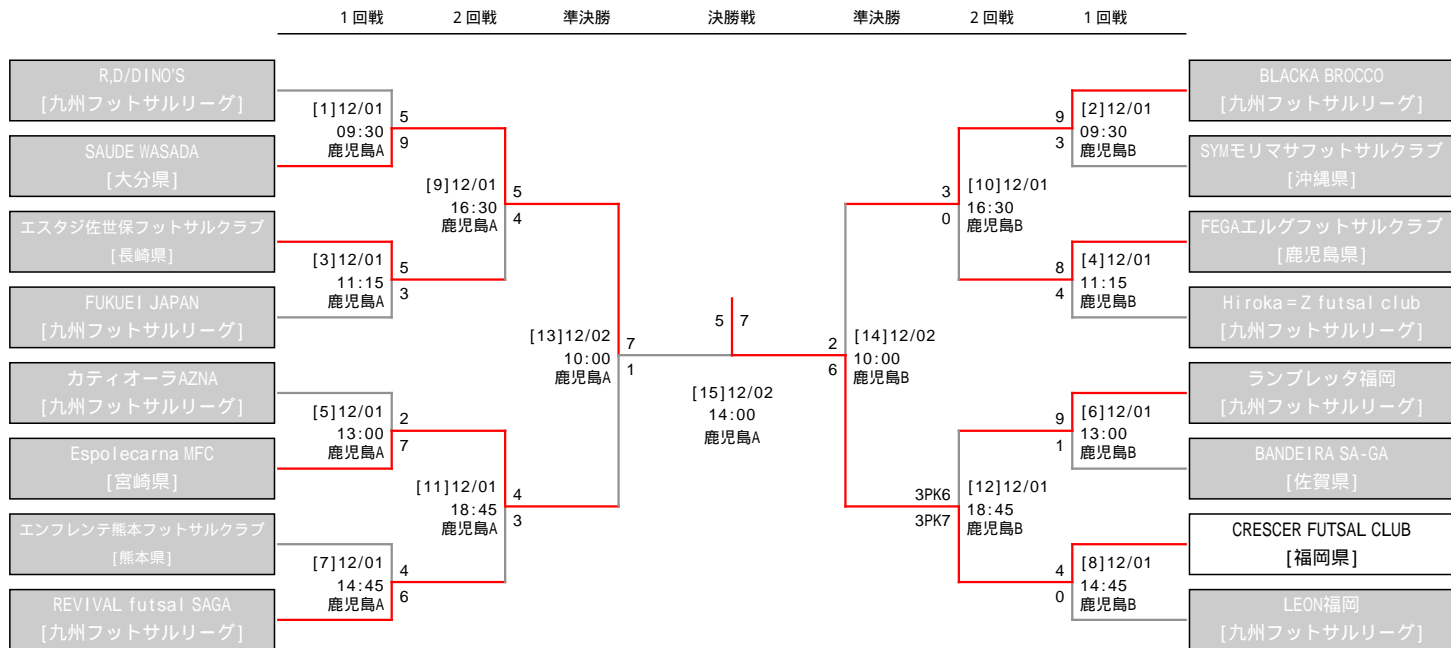 1回戦 2回戦 準決勝 決勝戦 準決勝 2回戦 1回戦
R,D/DINO'S
[九州フットサルリーグ]
SAUDE WASADA
[大分県]
エスタジ佐世保フットサルクラブ
[長崎県]
FUKUEI JAPAN
[九州フットサルリーグ]
カティオーラAZNA
[九州フットサルリーグ]
Espolecarna MFC
[宮崎県]
エンフレンテ熊本フットサルクラブ
[熊本県]
REVIVAL futsal SAGA
[九州フットサルリーグ]
[1]12/01
09:30
鹿児島A
5
9
[3]12/01
11:15
鹿児島A
5
3
[5]12/01
13:00
鹿児島A
2
7
[7]12/01
14:45
鹿児島A
4
6
[9]12/01
16:30
鹿児島A
5
4
[11]12/01
18:45
鹿児島A
4
3
[13]12/02
10:00
鹿児島A
7
1
5 7
[15]12/02
14:00
鹿児島A
2
6
[14]12/02
10:00
鹿児島B
3
0
[10]12/01
16:30
鹿児島B
3PK6
3PK7
[12]12/01
18:45
鹿児島B
9
3
[2]12/01
09:30
鹿児島B
8
4
[4]12/01
11:15
鹿児島B
9
1
[6]12/01
13:00
鹿児島B
4
0
[8]12/01
14:45
鹿児島B
BLACKA BROCCO
[九州フットサルリーグ]
SYMモリマサフットサルクラブ
[沖縄県]
FEGAエルグフットサルクラブ
[鹿児島県]
Hiroka=Z futsal club
[九州フットサルリーグ]
ランブレッタ福岡
[九州フットサルリーグ]
BANDEIRA SA-GA
[佐賀県]
CRESCER FUTSAL CLUB
[福岡県]
LEON福岡
[九州フットサルリーグ]